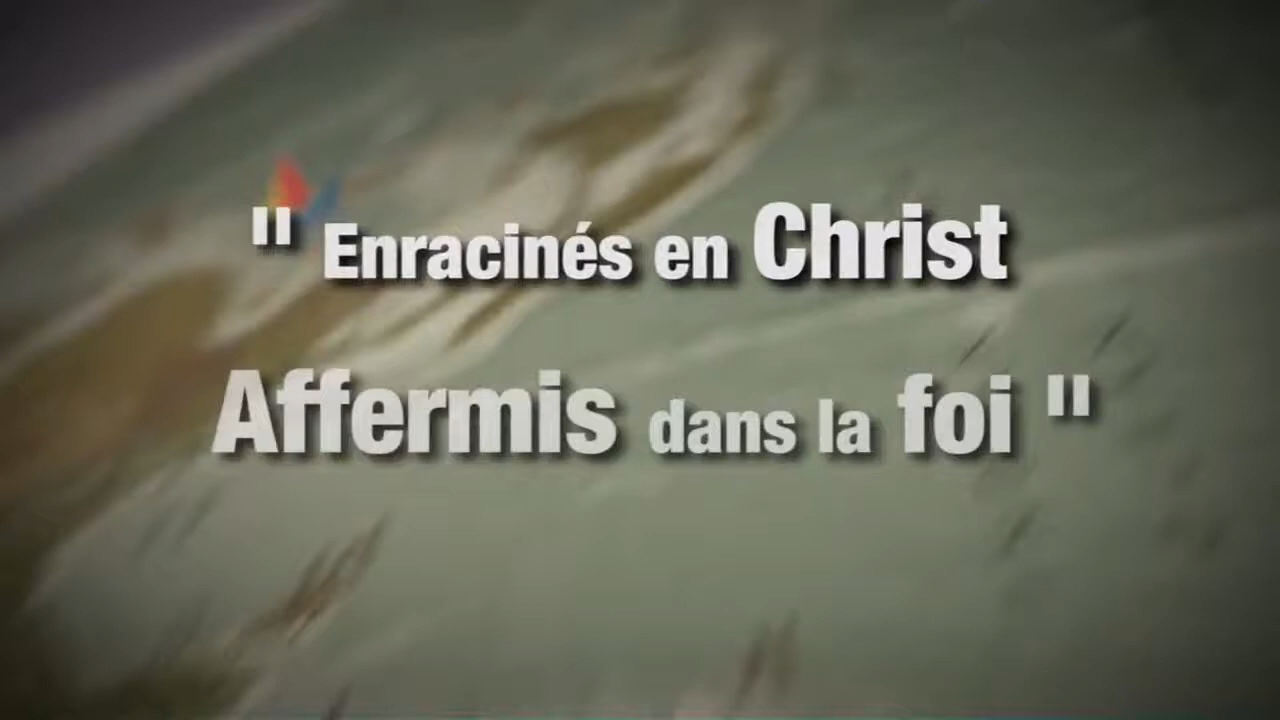 " Enracinés en Christ
Affermis dans la foi "